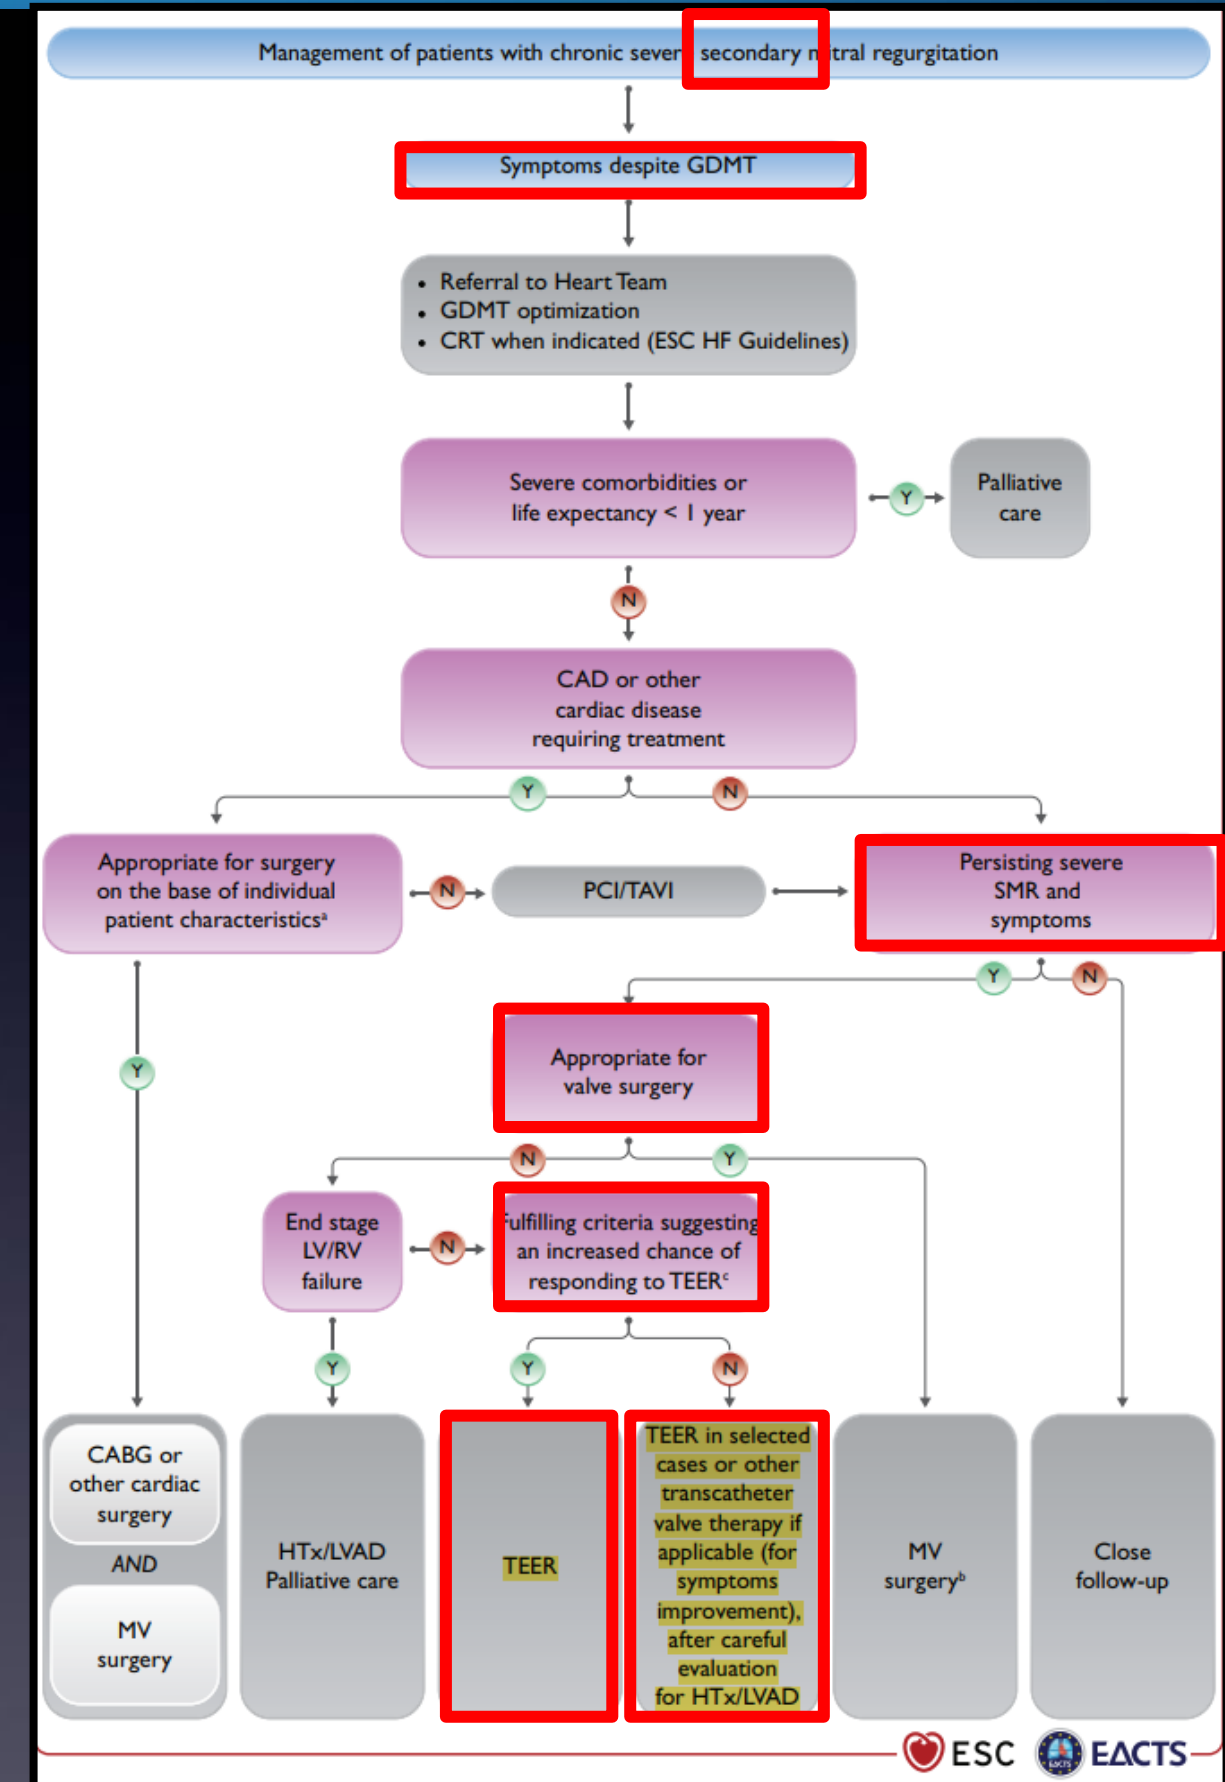 Management of patients with chronic sever secondary mitral regurgitation
Symptoms despite GDMT
• Referral to Heart Team
• GDMT optimization
• CRT when indicated (ESC HF Guidelines)
Severe comorbidities or
life expectancy < 1 year
Y
Palliative
care
N
CAD or other
cardiac disease
requiring treatment
Y
N
Appropriate for surgery
on the base of individual
patient characteristicsᵃ
N
PCI/TAVI
Persisting severe
SMR and
symptoms
Y
N
Appropriate for
valve surgery
Y
N
Y
End stage
LV/RV
failure
N
Fulfilling criteria suggesting
an increased chance of
responding to TEERᶜ
Y
Y
N
CABG or
other cardiac
surgery
AND
MV
surgery
HTx/LVAD
Palliative care
TEER
TEER in selected
cases or other
transcatheter
valve therapy if
applicable (for
symptoms
improvement),
after careful
evaluation
for HTx/LVAD
MV
surgeryᵇ
Close
follow-up
ESC
EACTS
EΔCTS